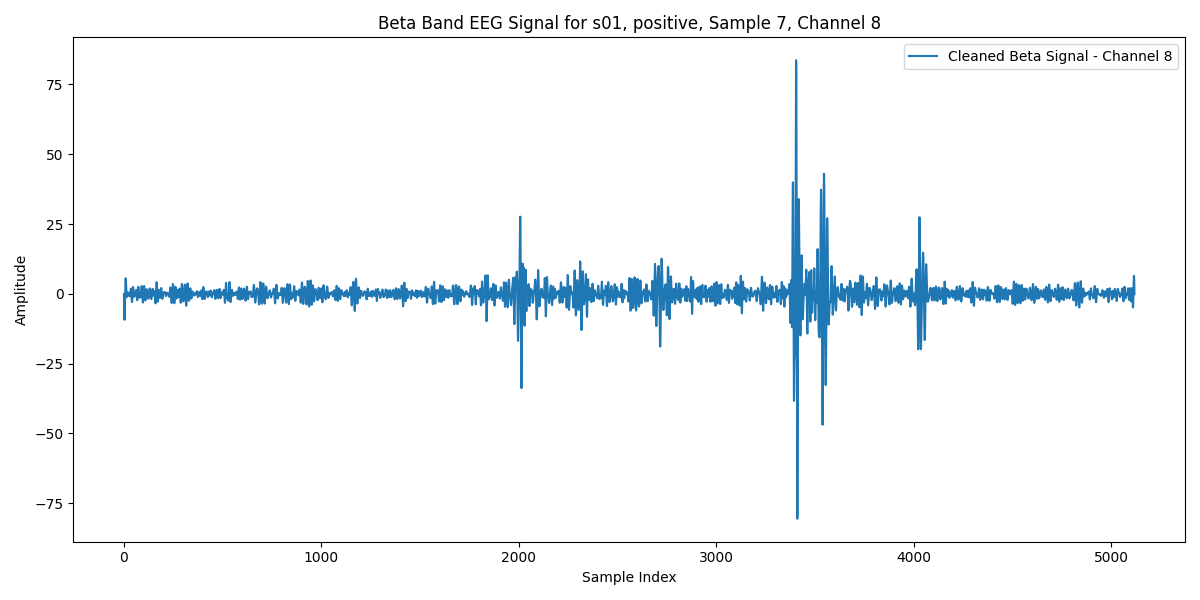 Beta Band EEG Signal for s01, positive, Sample 7, Channel 8
Cleaned Beta Signal - Channel 8
75
50
25
0
−25
−50
−75
Amplitude
0 1000 2000 3000 4000 5000
Sample Index